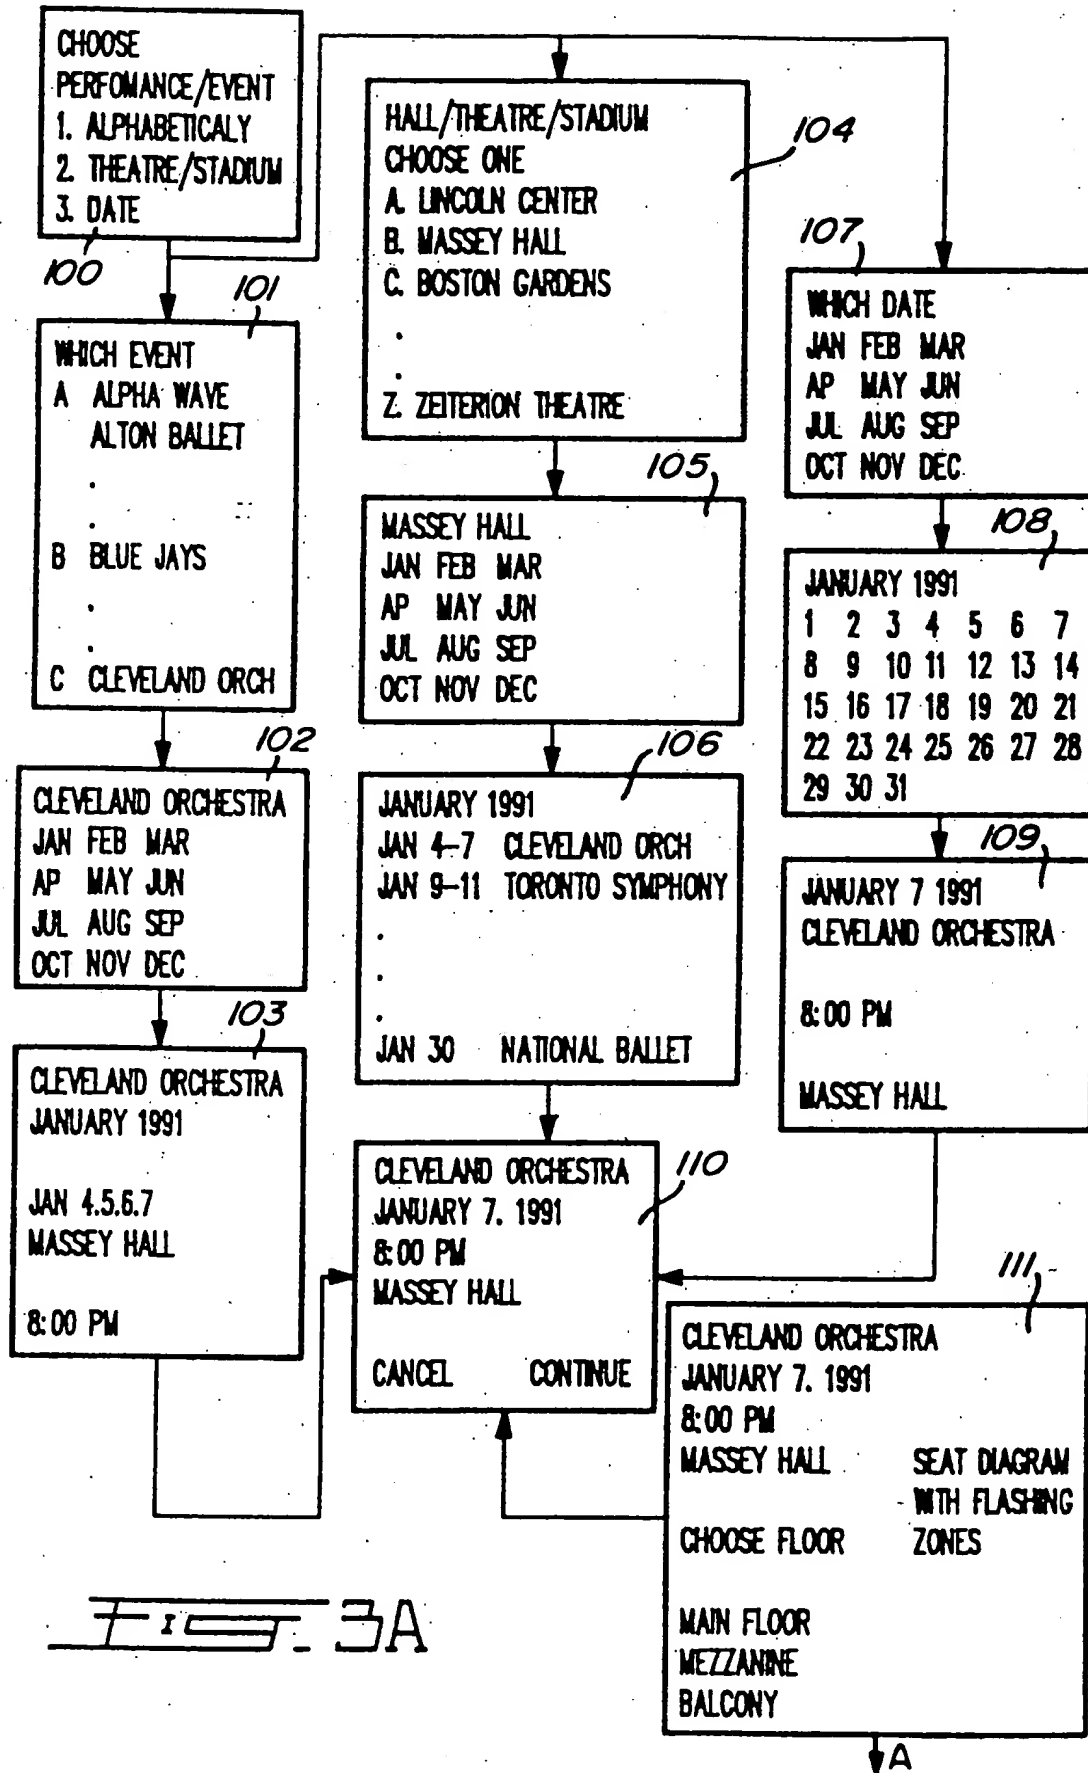 CHOOSE
PERFOMANCE/EVENT
1. ALPHABETICALY
2. THEATRE/STADIUM
3. DATE
100
101
WHICH EVENT
A ALPHA WAVE
ALTON BALLET
.
.
B BLUE JAYS
.
.
C CLEVELAND ORCH
102
CLEVELAND ORCHESTRA
JAN FEB MAR
AP MAY JUN
JUL AUG SEP
OCT NOV DEC
103
CLEVELAND ORCHESTRA
JANUARY 1991
JAN 4.5.6.7
MASSEY HALL
8:00 PM
104
HALL/THEATRE/STADIUM
CHOOSE ONE
A. LINCOLN CENTER
B. MASSEY HALL
C. BOSTON GARDENS
.
.
Z. ZEITERION THEATRE
105
MASSEY HALL
JAN FEB MAR
AP MAY JUN
JUL AUG SEP
OCT NOV DEC
106
JANUARY 1991
JAN 4-7 CLEVELAND ORCH
JAN 9-11 TORONTO SYMPHONY
.
.
.
JAN 30 NATIONAL BALLET
107
WHICH DATE
JAN FEB MAR
AP MAY JUN
JUL AUG SEP
OCT NOV DEC
108
JANUARY 1991
1 2 3 4 5 6 7
8 9 10 11 12 13 14
15 16 17 18 19 20 21
22 23 24 25 26 27 28
29 30 31
109
JANUARY 7 1991
CLEVELAND ORCHESTRA
8:00 PM
MASSEY HALL
110
CLEVELAND ORCHESTRA
JANUARY 7. 1991
8:00 PM
MASSEY HALL
CANCEL CONTINUE
111
CLEVELAND ORCHESTRA
JANUARY 7. 1991
8:00 PM
MASSEY HALL SEAT DIAGRAM
WITH FLASHING
CHOOSE FLOOR ZONES
MAIN FLOOR
MEZZANINE
BALCONY
A
FIG. 3A